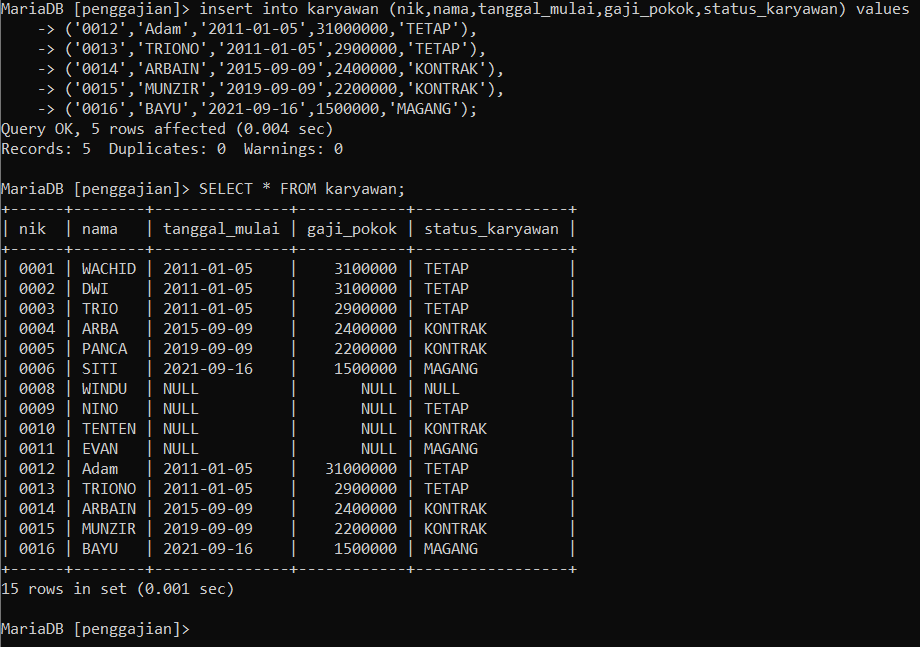 MariaDB [penggajian]> insert into karyawan (nik,nama,tanggal_mulai,gaji_pokok,status_karyawan) values
    -> ('0012','Adam','2011-01-05',31000000,'TETAP'),
    -> ('0013','TRIONO','2011-01-05',2900000,'TETAP'),
    -> ('0014','ARBAIN','2015-09-09',2400000,'KONTRAK'),
    -> ('0015','MUNZIR','2019-09-09',2200000,'KONTRAK'),
    -> ('0016','BAYU','2021-09-16',1500000,'MAGANG');
Query OK, 5 rows affected (0.004 sec)
Records: 5  Duplicates: 0  Warnings: 0

MariaDB [penggajian]> SELECT * FROM karyawan;
+------+--------+---------------+------------+-----------------+
| nik  | nama   | tanggal_mulai | gaji_pokok | status_karyawan |
+------+--------+---------------+------------+-----------------+
| 0001 | WACHID | 2011-01-05    |    3100000 | TETAP           |
| 0002 | DWI    | 2011-01-05    |    3100000 | TETAP           |
| 0003 | TRIO   | 2011-01-05    |    2900000 | TETAP           |
| 0004 | ARBA   | 2015-09-09    |    2400000 | KONTRAK         |
| 0005 | PANCA  | 2019-09-09    |    2200000 | KONTRAK         |
| 0006 | SITI   | 2021-09-16    |    1500000 | MAGANG          |
| 0008 | WINDU  | NULL          |       NULL | NULL            |
| 0009 | NINO   | NULL          |       NULL | TETAP           |
| 0010 | TENTEN | NULL          |       NULL | KONTRAK         |
| 0011 | EVAN   | NULL          |       NULL | MAGANG          |
| 0012 | Adam   | 2011-01-05    |   31000000 | TETAP           |
| 0013 | TRIONO | 2011-01-05    |    2900000 | TETAP           |
| 0014 | ARBAIN | 2015-09-09    |    2400000 | KONTRAK         |
| 0015 | MUNZIR | 2019-09-09    |    2200000 | KONTRAK         |
| 0016 | BAYU   | 2021-09-16    |    1500000 | MAGANG          |
+------+--------+---------------+------------+-----------------+
15 rows in set (0.001 sec)

MariaDB [penggajian]>